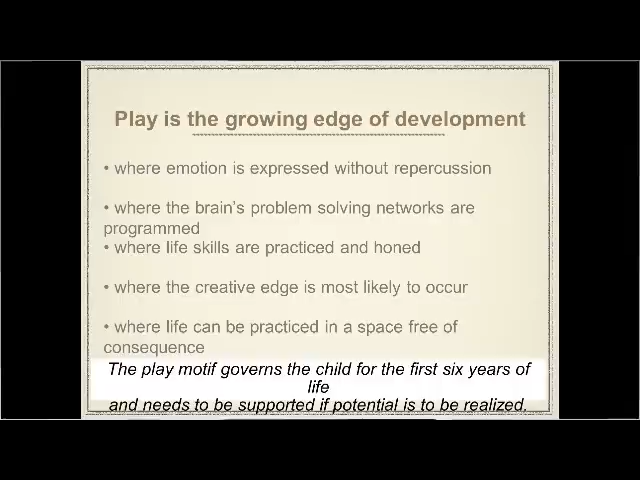 Play is the growing edge of development
• where emotion is expressed without repercussion
• where the brain's problem solving networks are
programmed
• where life skills are practiced and honed
• where the creative edge is most likely to occur
• where life can be practiced in a space free of
consequence
The play motif governs the child for the first six years of
life
and needs to be supported if potential is to be realized.